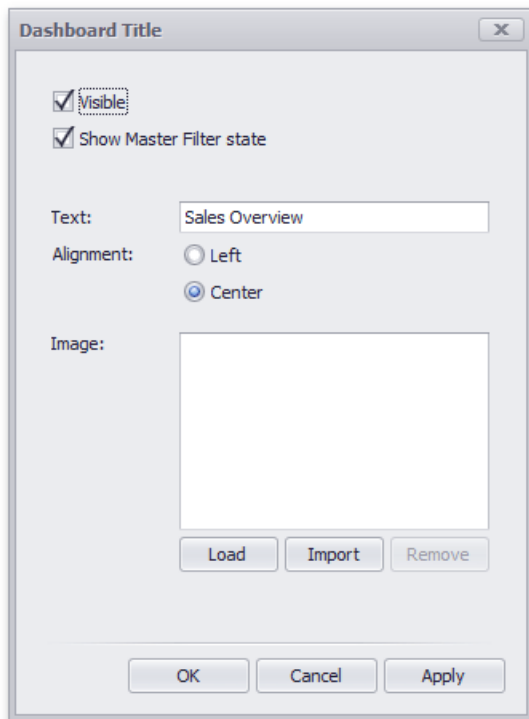 Dashboard Title
Visible
Show Master Filter state
Text: Sales Overview
Alignment: Left
Center
Image:
Load Import Remove
OK Cancel Apply